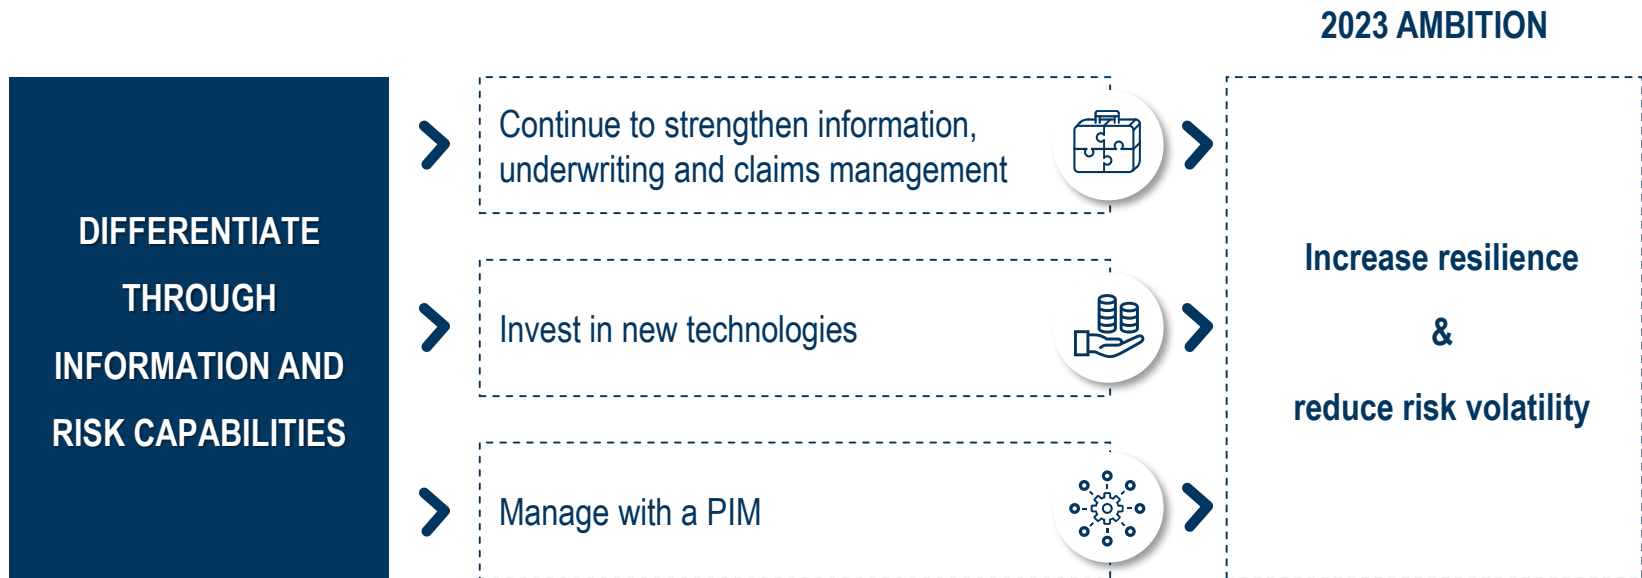 2023 AMBITION
DIFFERENTIATE
THROUGH
INFORMATION AND
RISK CAPABILITIES
Continue to strengthen information,
underwriting and claims management
Invest in new technologies
Manage with a PIM
Increase resilience
&
reduce risk volatility